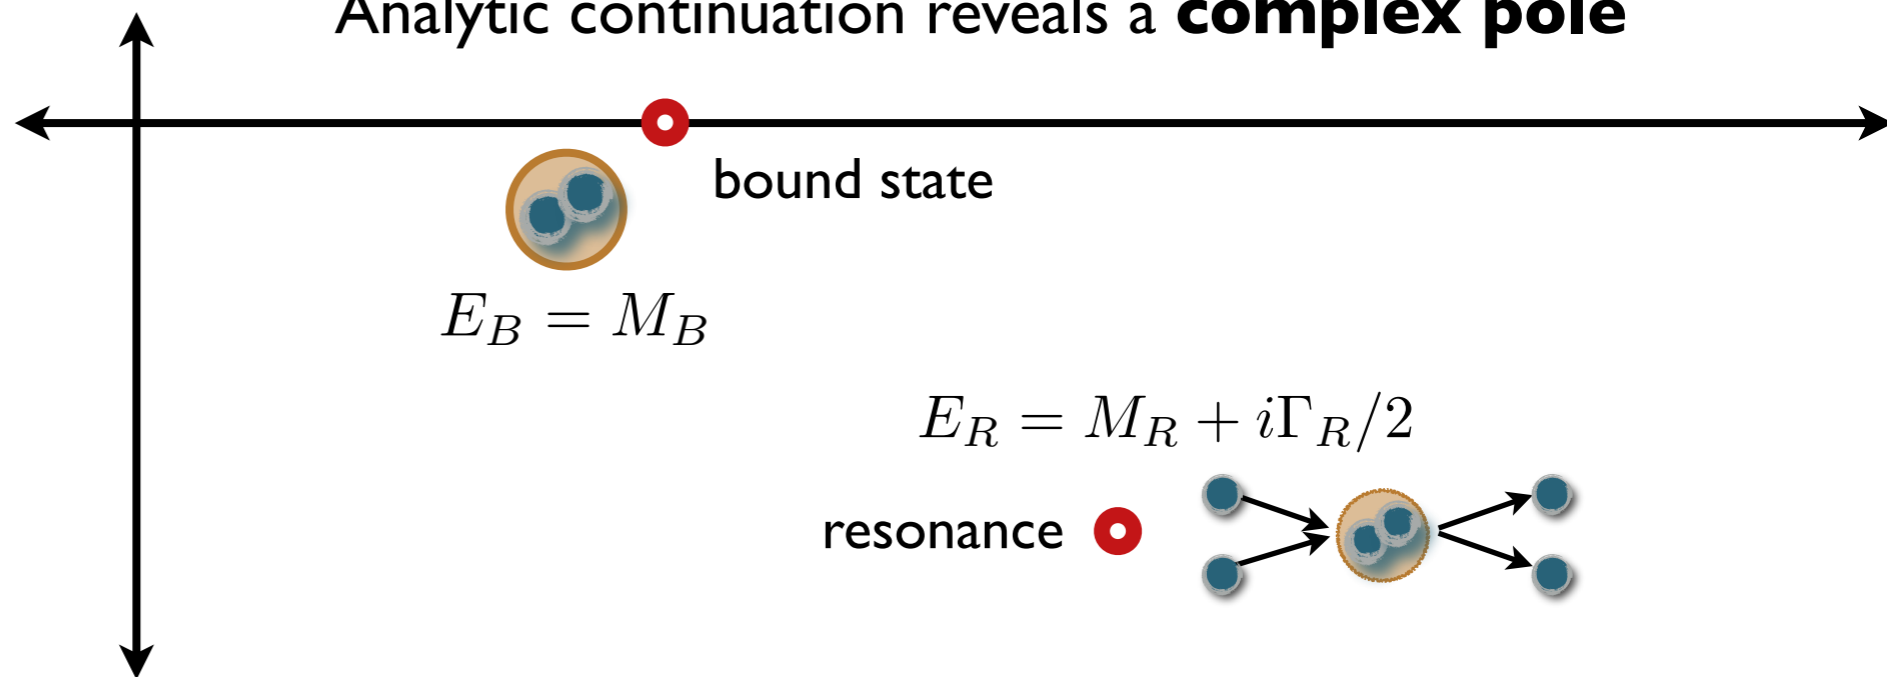 Analytic continuation reveals a complex pole
bound state
E_B = M_B
E_R = M_R + iΓ_R/2
resonance